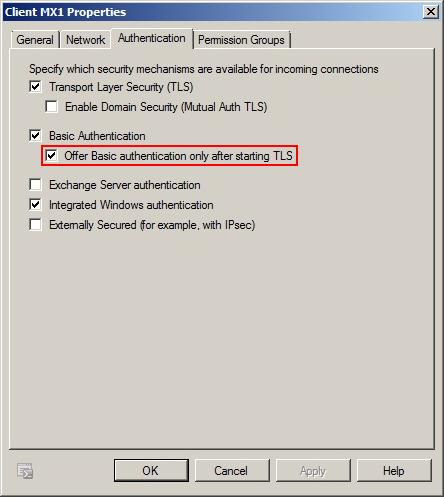 Client MX1 Properties
General Network Authentication Permission Groups
Specify which security mechanisms are available for incoming connections
Transport Layer Security (TLS)
Enable Domain Security (Mutual Auth TLS)
Basic Authentication
Offer Basic authentication only after starting TLS
Exchange Server authentication
Integrated Windows authentication
Externally Secured (for example, with IPsec)
OK Cancel Apply Help